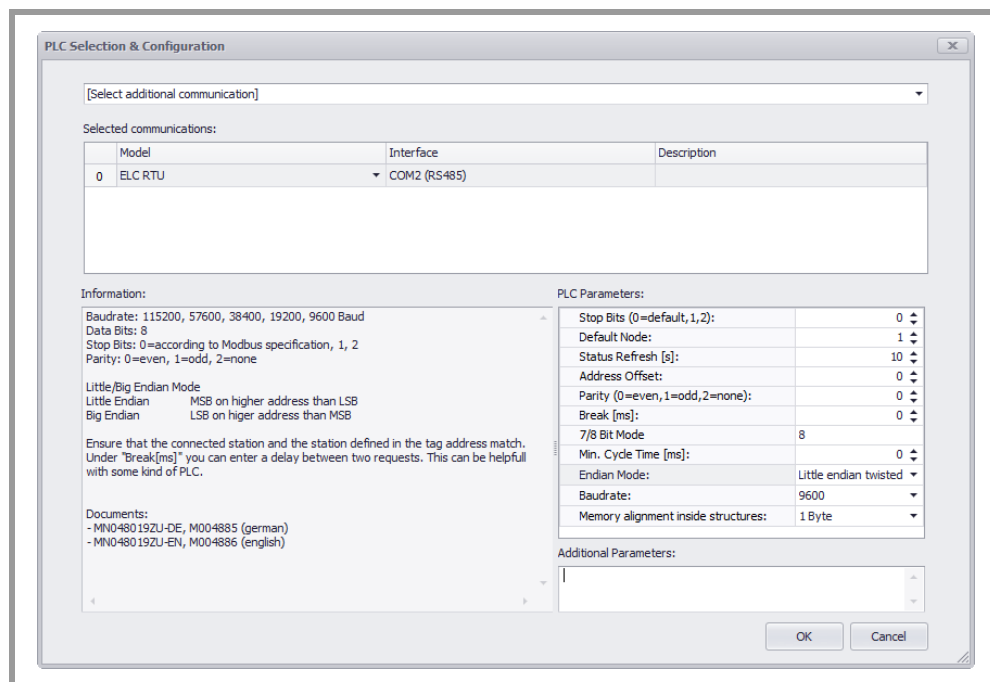 PLC Selection & Configuration
[Select additional communication]
Selected communications:
Model Interface Description
0 ELC RTU COM2 (RS485)
Information:
Baudrate: 115200, 57600, 38400, 19200, 9600 Baud
Data Bits: 8
Stop Bits: 0=according to Modbus specification, 1, 2
Parity: 0=even, 1=odd, 2=none
Little/Big Endian Mode
Little Endian MSB on higher address than LSB
Big Endian LSB on higer address than MSB
Ensure that the connected station and the station defined in the tag address match.
Under "Break[ms]" you can enter a delay between two requests. This can be helpfull
with some kind of PLC.
Documents:
- MN048019ZU-DE, M004885 (german)
- MN048019ZU-EN, M004886 (english)
PLC Parameters:
Stop Bits (0=default,1,2): 0
Default Node: 1
Status Refresh [s]: 10
Address Offset: 0
Parity (0=even,1=odd,2=none): 0
Break [ms]: 0
7/8 Bit Mode 8
Min. Cycle Time [ms]: 0
Endian Mode: Little endian twisted
Baudrate: 9600
Memory alignment inside structures: 1 Byte
Additional Parameters:
OK Cancel